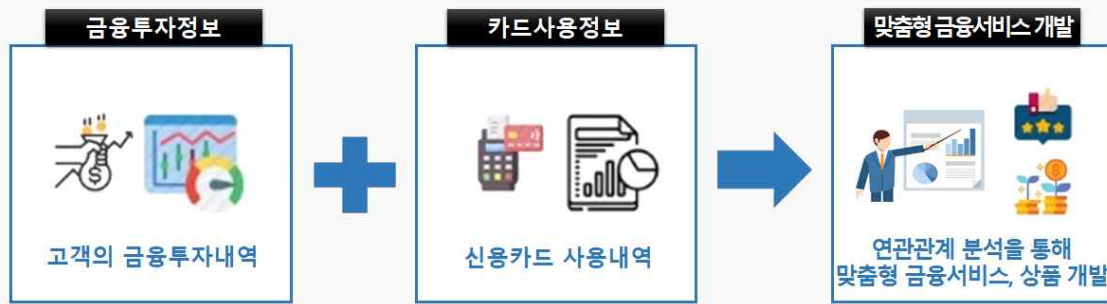 금융투자정보
카드사용정보
맞춤형 금융서비스 개발
고객의 금융투자내역
신용카드 사용내역
연관관계 분석을 통해
맞춤형 금융서비스, 상품 개발